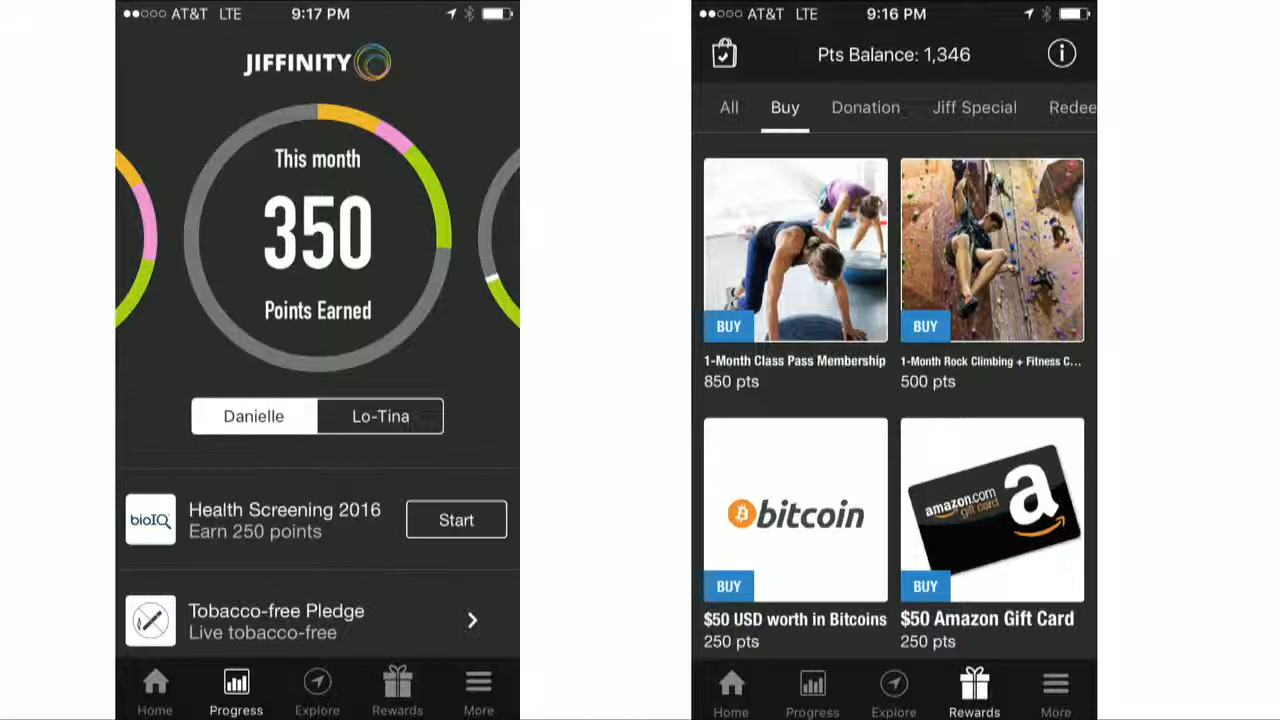 AT&T LTE 9:17 PM
JIFFINITY
This month
350
Points Earned
Danielle Lo-Tina
bioIQ
Health Screening 2016
Earn 250 points
Start
Tobacco-free Pledge
Live tobacco-free
Home Progress Explore Rewards More
AT&T LTE 9:16 PM
Pts Balance: 1,346
All Buy Donation Jiff Special Redee
BUY
1-Month Class Pass Membership
850 pts
BUY
1-Month Rock Climbing + Fitness C...
500 pts
bitcoin
BUY
$50 USD worth in Bitcoins
250 pts
amazon.com
gift card
a
BUY
$50 Amazon Gift Card
250 pts
Home Progress Explore Rewards More